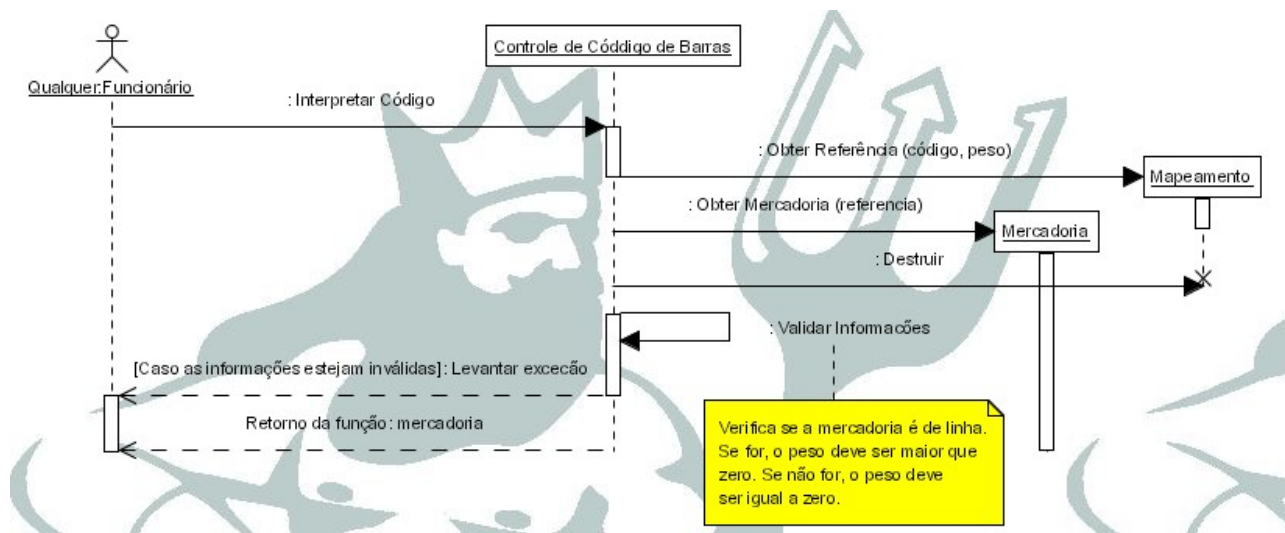 Controle de Códdigo de Barras
Qualquer:Funcionário
: Interpretar Código
: Obter Referência (código, peso)
Mapeamento
: Obter Mercadoria (referencia)
Mercadoria
: Destruir
: Validar Informacões
[Caso as informações estejam inválidas]: Levantar excecão
Retorno da função: mercadoria
Verifica se a mercadoria é de linha.
Se for, o peso deve ser maior que
zero. Se não for, o peso deve
ser igual a zero.